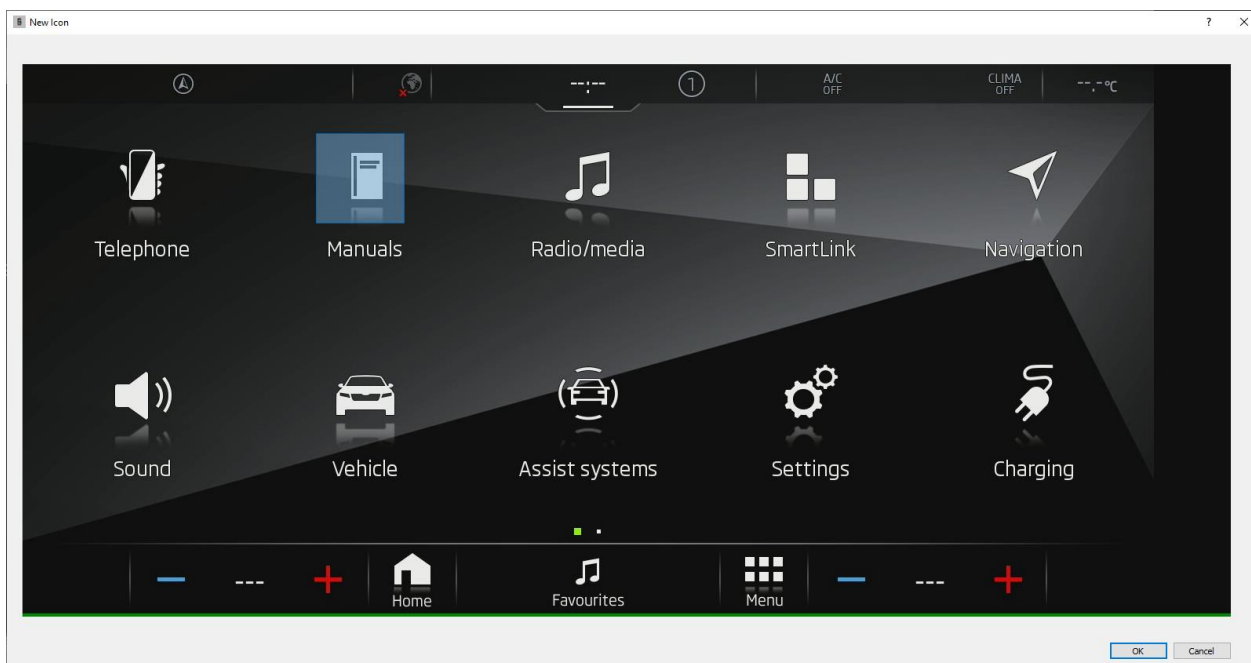 New Icon
--:--
1
A/C
OFF
CLIMA
OFF
--.-°C
Telephone
Manuals
Radio/media
SmartLink
Navigation
Sound
Vehicle
Assist systems
Settings
Charging
---
Home
Favourites
Menu
---
OK
Cancel